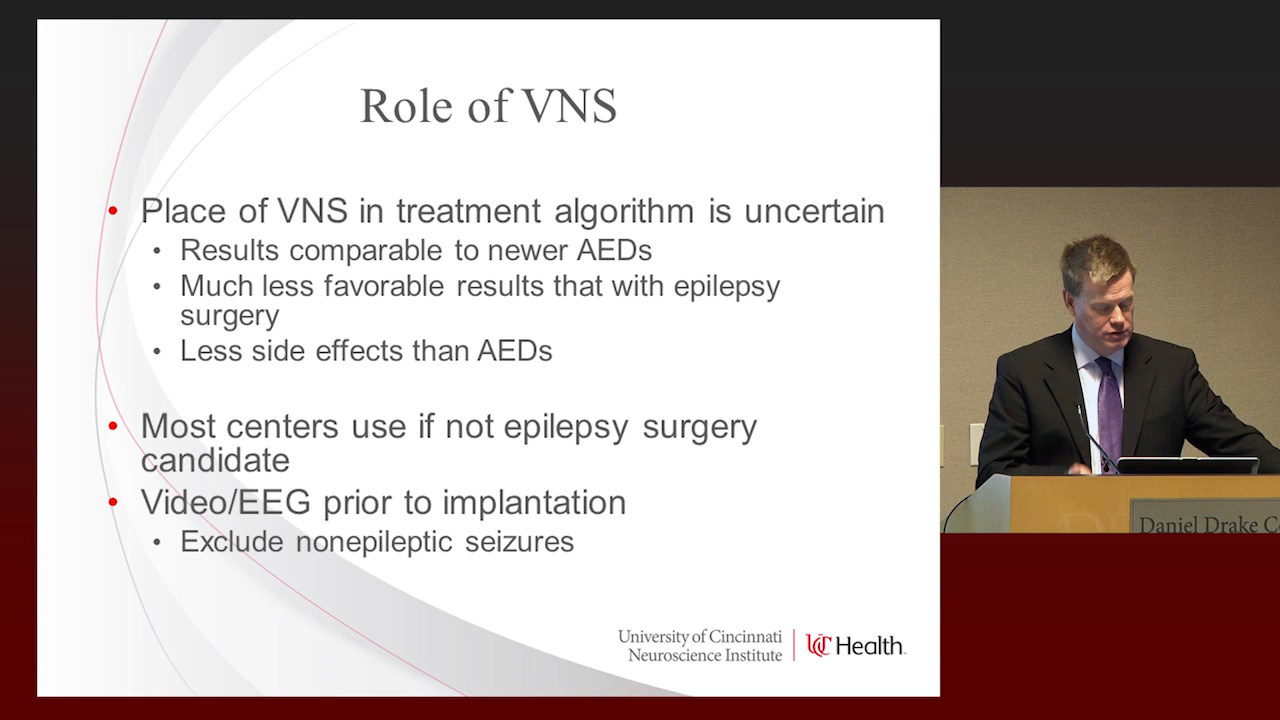 Role of VNS
• Place of VNS in treatment algorithm is uncertain
• Results comparable to newer AEDs
• Much less favorable results that with epilepsy
surgery
• Less side effects than AEDs
• Most centers use if not epilepsy surgery
candidate
• Video/EEG prior to implantation
• Exclude nonepileptic seizures
University of Cincinnati
Neuroscience Institute
UC Health
Daniel Drake